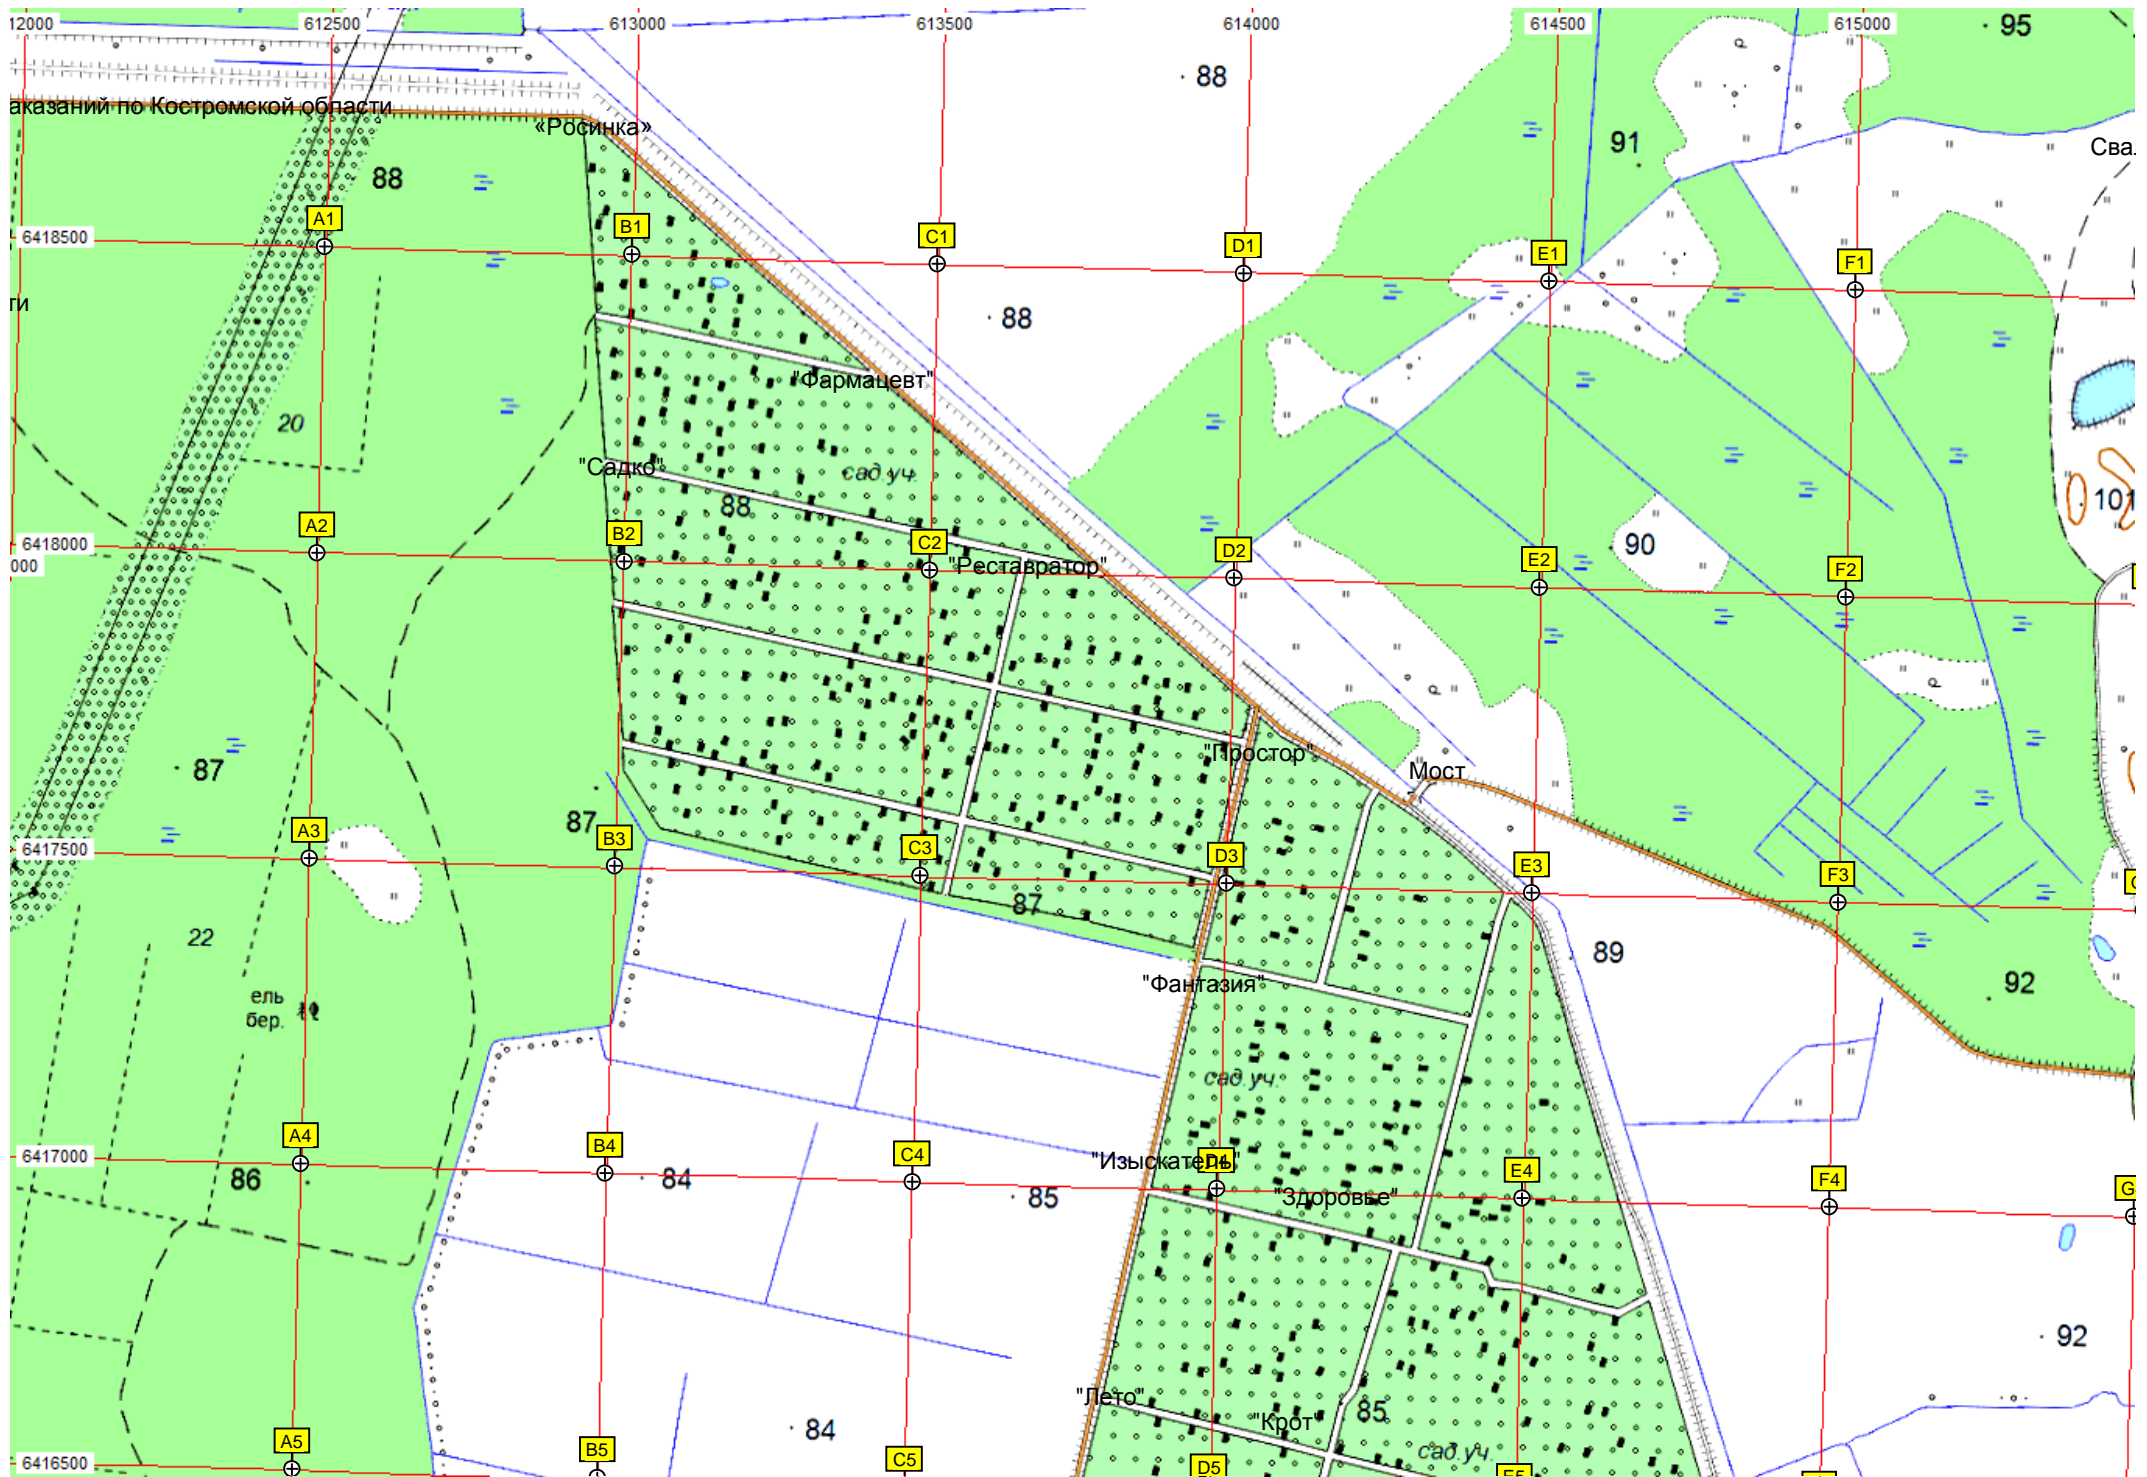 12000 612500 613000 613500 614000 614500 615000
95
88
аказаний по Костромской области
«Росинка»
91
Сва
88
A1 B1 C1 D1 E1 F1
6418500
ти
88
"Фармацевт"
20
"Садко"
сад.уч.
88
101
A2 B2 C2 D2 E2 F2
6418000
90
000
"Реставратор"
"Простор"
Мост
87
87
A3 B3 C3 D3 E3 F3
6417500
87
22
89
"Фантазия"
92
ель
бер.
сад.уч.
A4 B4 C4 D4 E4 F4 G
6417000
"Изыскатель"
86
84
85
"Здоровье"
92
"Лето"
"Крот"
85
84
сад.уч.
A5 B5 C5 D5 E5
6416500